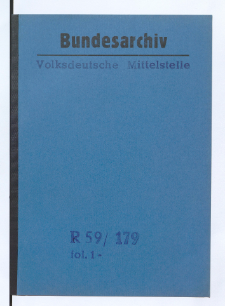 Bundesarchiv
Volksdeutsche Mittelstelle
R 59/ 179
fol. 1-